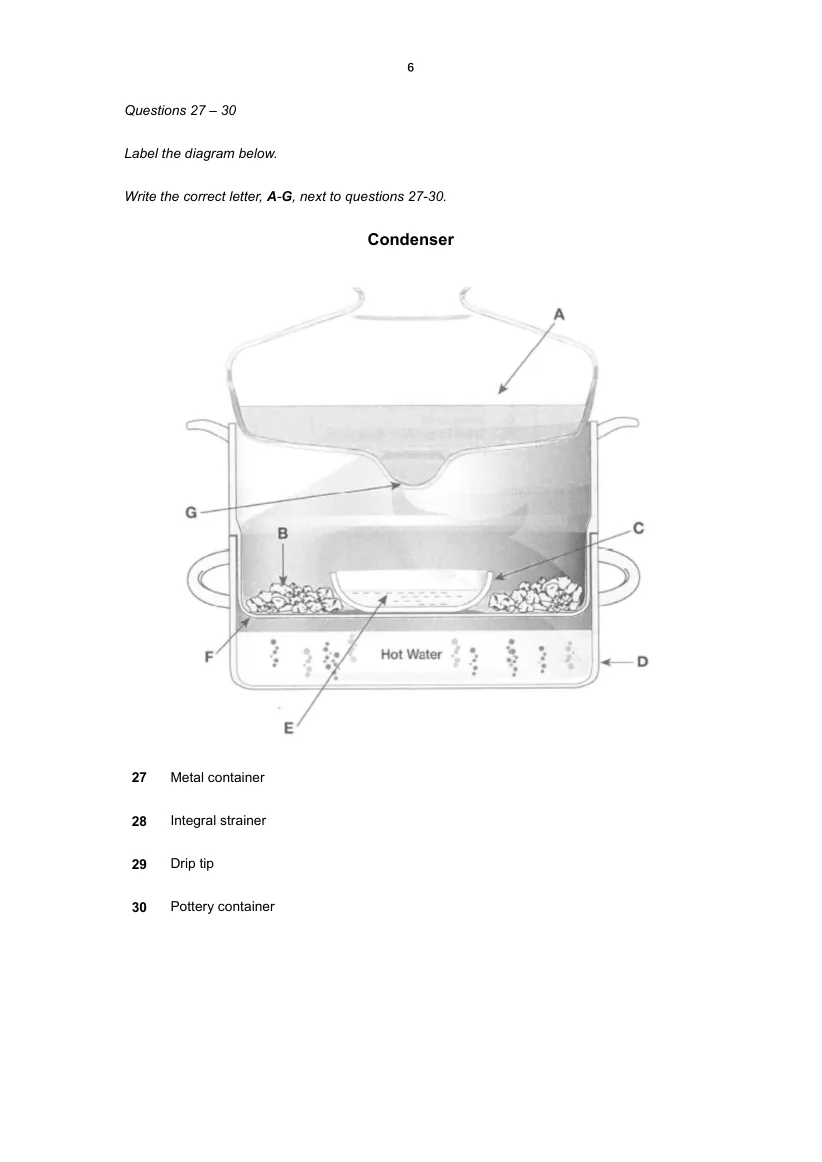 6
Questions 27 – 30
Label the diagram below.
Write the correct letter, A-G, next to questions 27-30.
Condenser
A
G
B
C
F
Hot Water
D
E
27 Metal container
28 Integral strainer
29 Drip tip
30 Pottery container